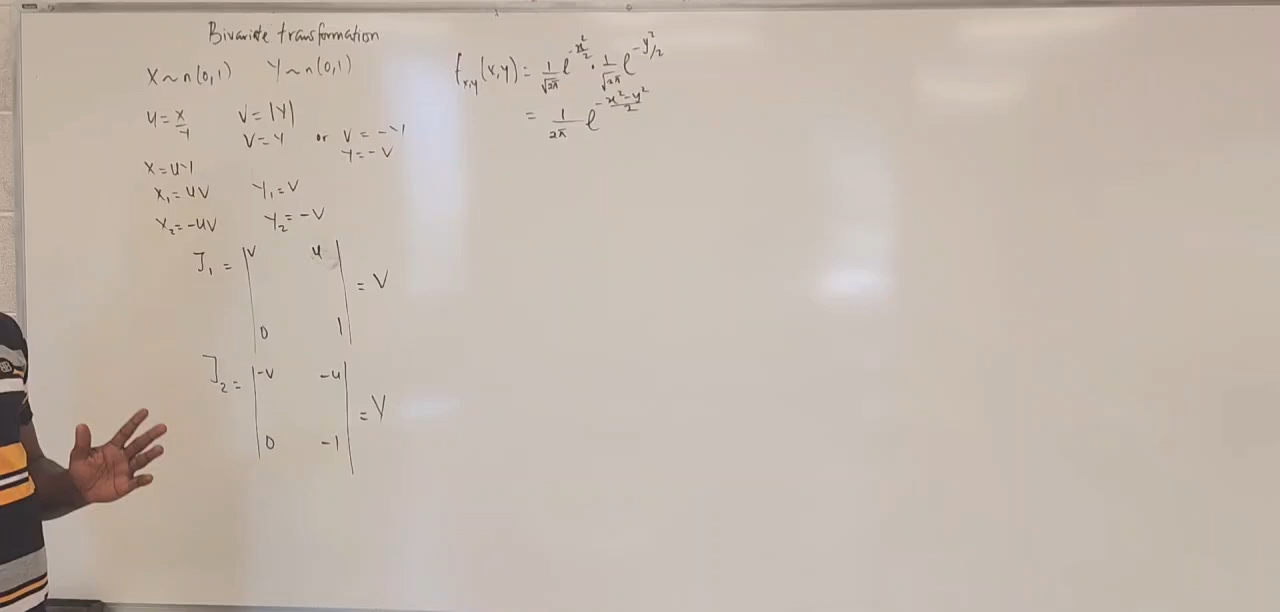 Bivariate transformation
X ~ n(0,1) Y ~ n(0,1)
u = x/y V = |Y|
V = Y or V = -Y
Y = -V
X = UY
X₁ = UV Y₁ = V
X₂ = -UV Y₂ = -V
J₁ = | V u | = V
| 0 1 |
J₂ = | -V -u | = V
| 0 -1 |
f_{x,y}(x,y) = 1/√2π e^{-x²/2} · 1/√2π e^{-y²/2}
= 1/2π e^{-x²-y²/2}